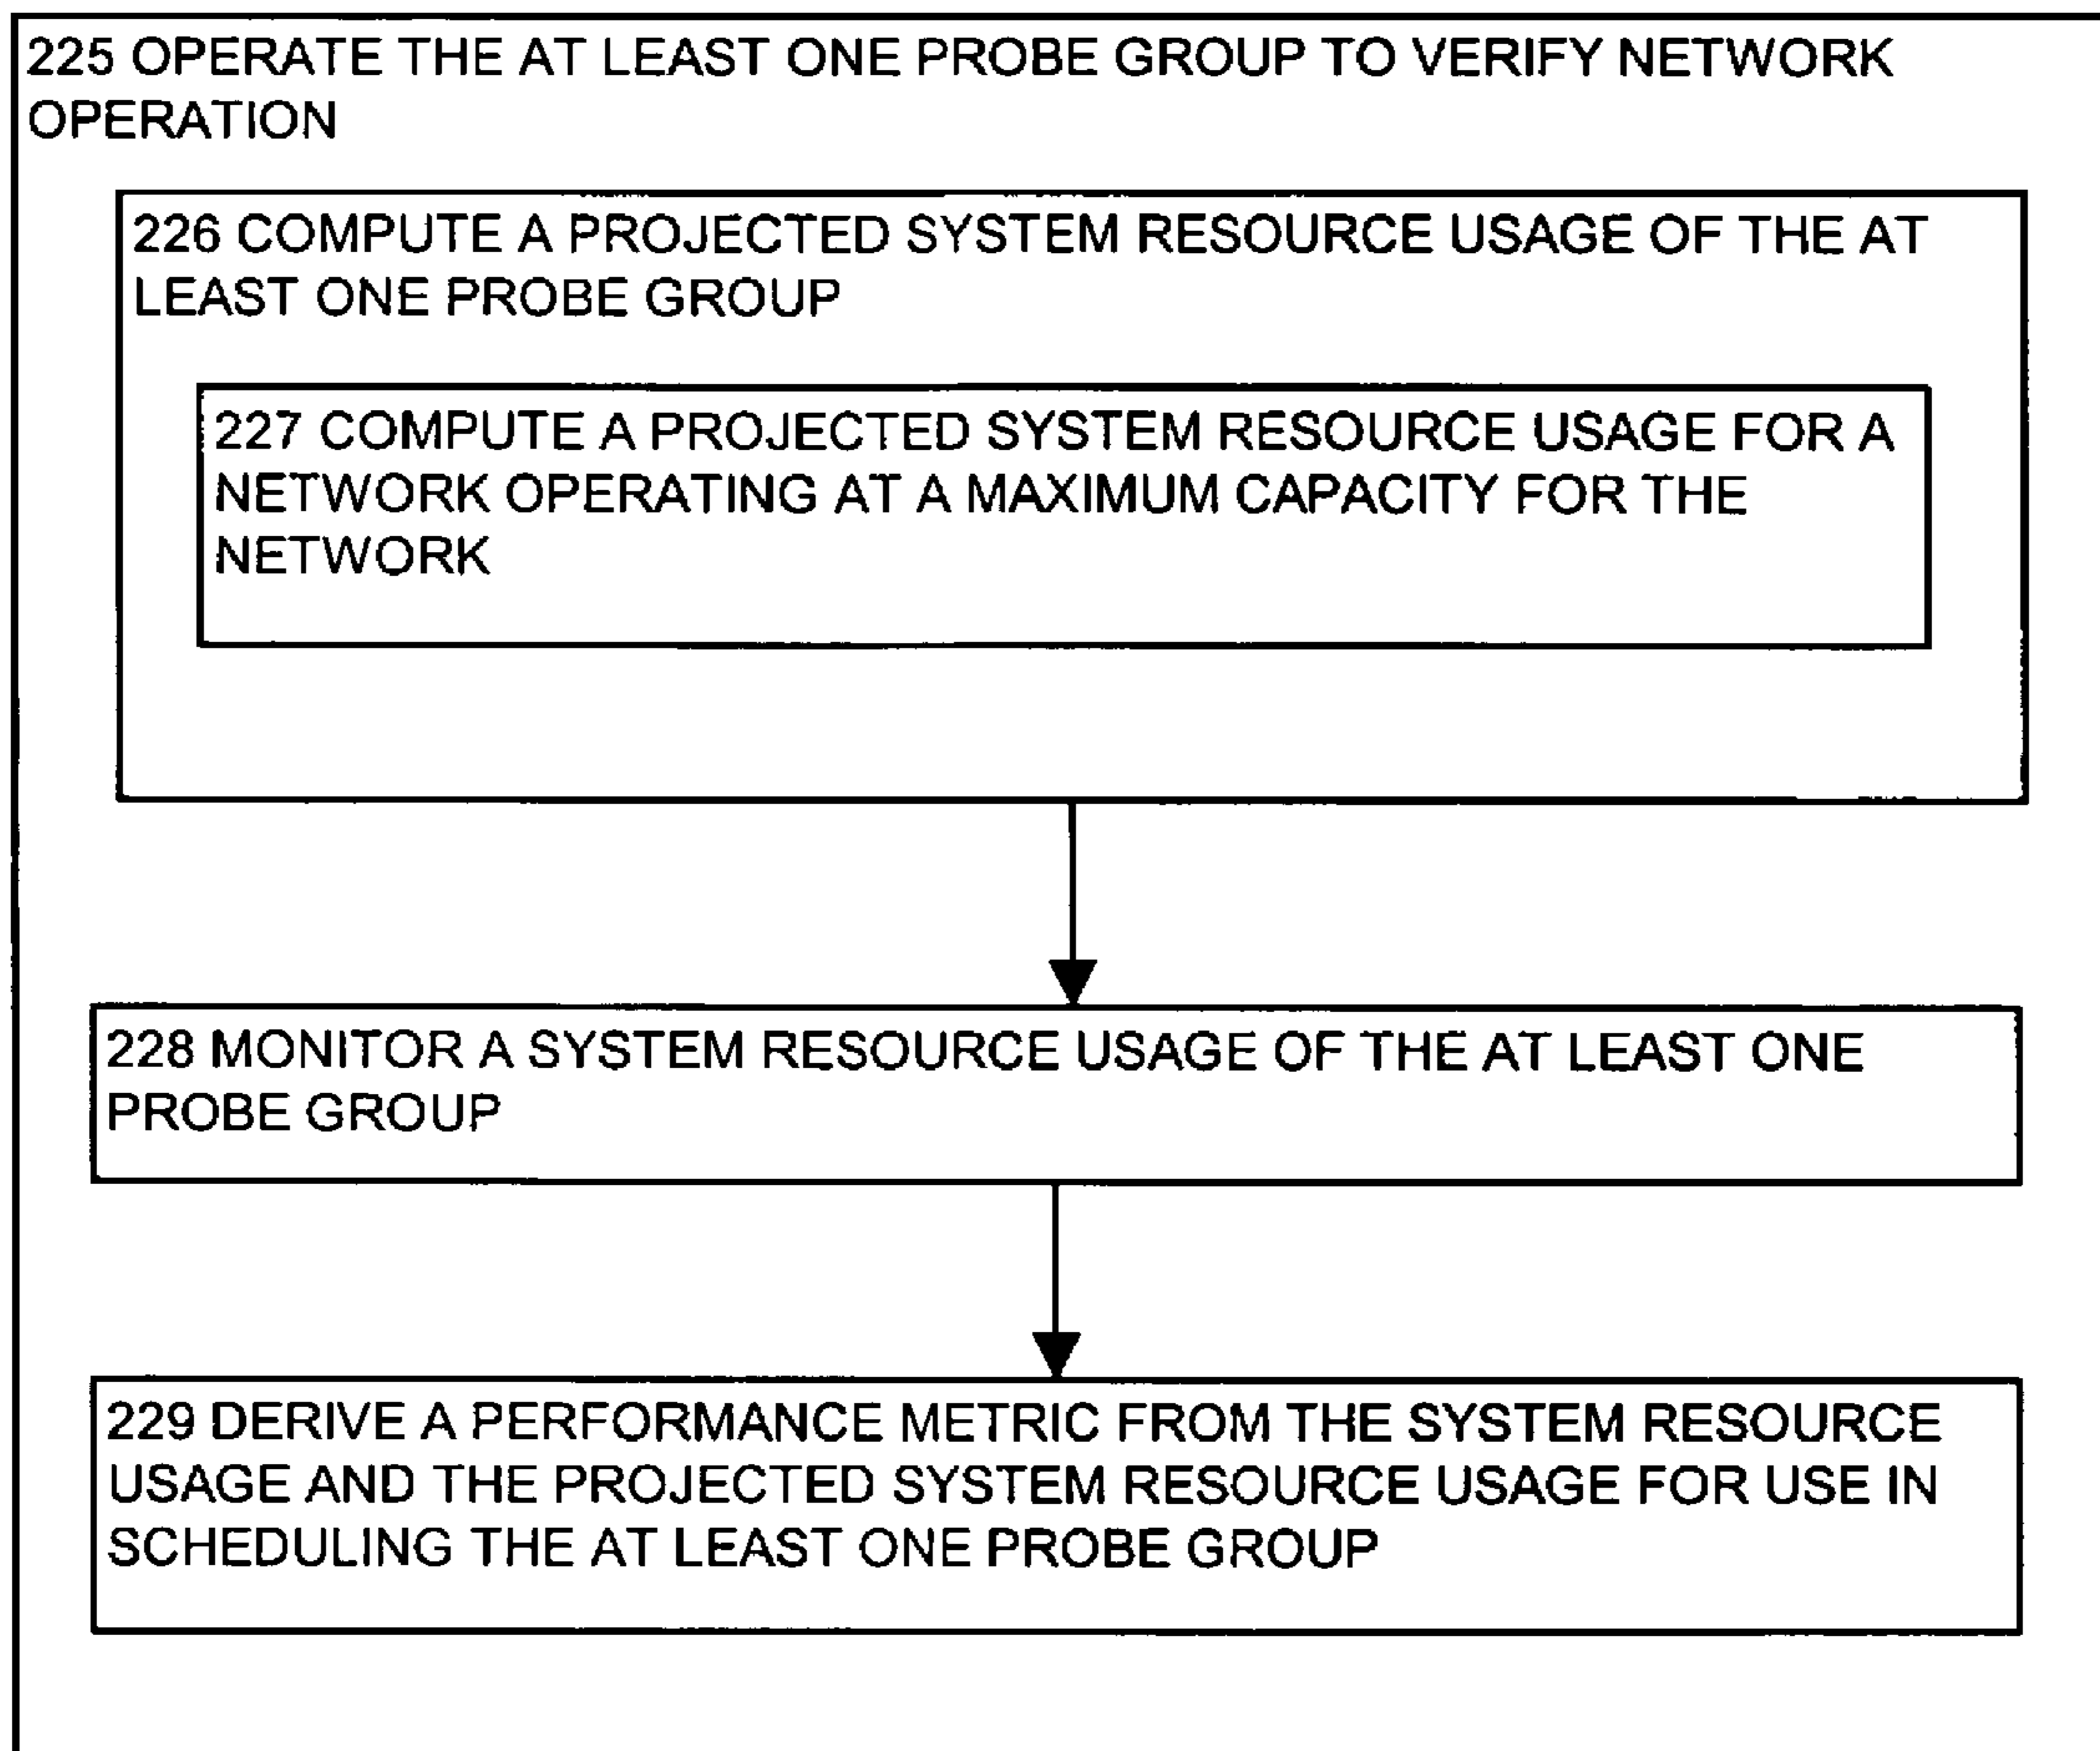 225 OPERATE THE AT LEAST ONE PROBE GROUP TO VERIFY NETWORK
OPERATION
226 COMPUTE A PROJECTED SYSTEM RESOURCE USAGE OF THE AT
LEAST ONE PROBE GROUP
227 COMPUTE A PROJECTED SYSTEM RESOURCE USAGE FOR A
NETWORK OPERATING AT A MAXIMUM CAPACITY FOR THE
NETWORK
228 MONITOR A SYSTEM RESOURCE USAGE OF THE AT LEAST ONE
PROBE GROUP
229 DERIVE A PERFORMANCE METRIC FROM THE SYSTEM RESOURCE
USAGE AND THE PROJECTED SYSTEM RESOURCE USAGE FOR USE IN
SCHEDULING THE AT LEAST ONE PROBE GROUP